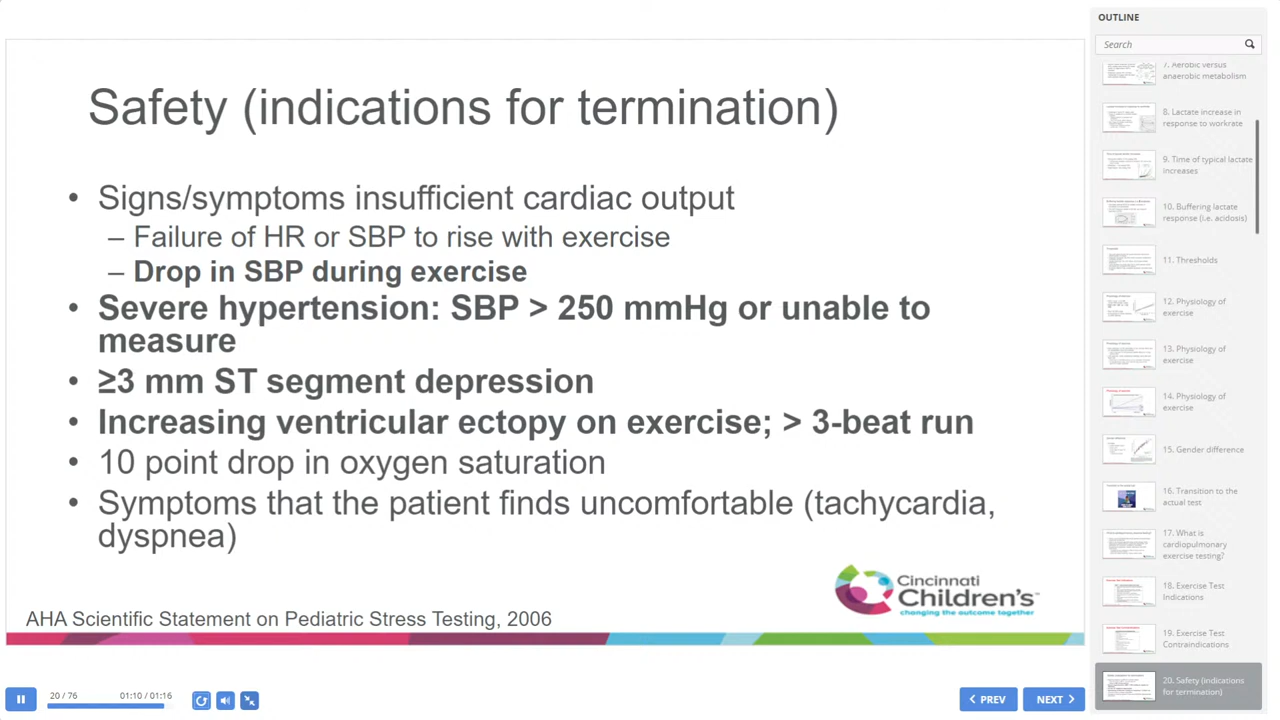 Safety (indications for termination)
• Signs/symptoms insufficient cardiac output
– Failure of HR or SBP to rise with exercise
– Drop in SBP during exercise
• Severe hypertension: SBP > 250 mmHg or unable to
measure
• ≥3 mm ST segment depression
• Increasing ventricular ectopy on exercise; > 3-beat run
• 10 point drop in oxygen saturation
• Symptoms that the patient finds uncomfortable (tachycardia,
dyspnea)
Cincinnati
Children's™
changing the outcome together
AHA Scientific Statement on Pediatric Stress Testing, 2006
20 / 76
01:10 / 01:16
PREV
NEXT
OUTLINE
Search
7. Aerobic versus
anaerobic metabolism
8. Lactate increase in
response to workrate
9. Time of typical lactate
increases
10. Buffering lactate
response (i.e. acidosis)
11. Thresholds
12. Physiology of
exercise
13. Physiology of
exercise
14. Physiology of
exercise
15. Gender difference
16. Transition to the
actual test
17. What is
cardiopulmonary
exercise testing?
18. Exercise Test
Indications
19. Exercise Test
Contraindications
20. Safety (indications
for termination)